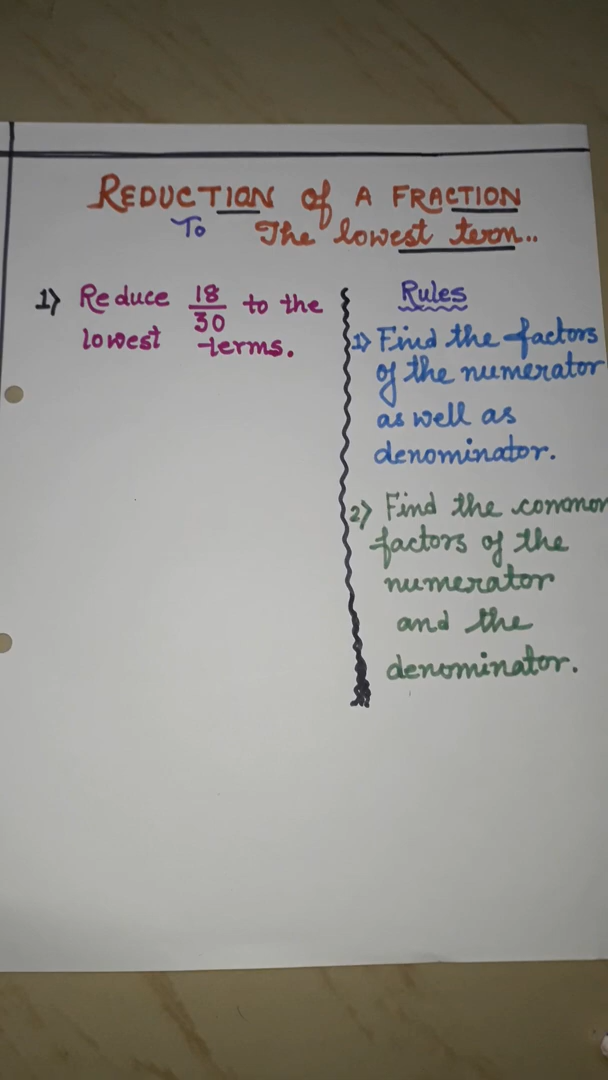 REDUCTION of A FRACTION
To The lowest term...
1) Reduce 18/30 to the
lowest terms.
Rules
1) Find the factors
of the numerator
as well as
denominator.
2) Find the common
factors of the
numerator
and the
denominator.